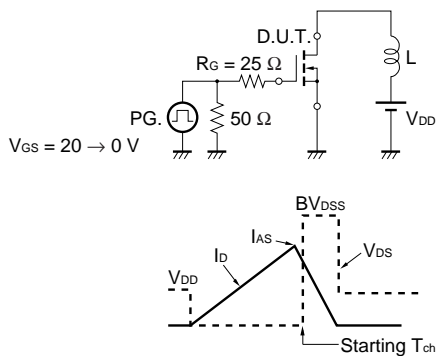 D.U.T.
RG = 25 Ω
L
PG.
50 Ω
VDD
VGS = 20 → 0 V
BVDSS
IAS
ID
VDS
VDD
Starting Tch